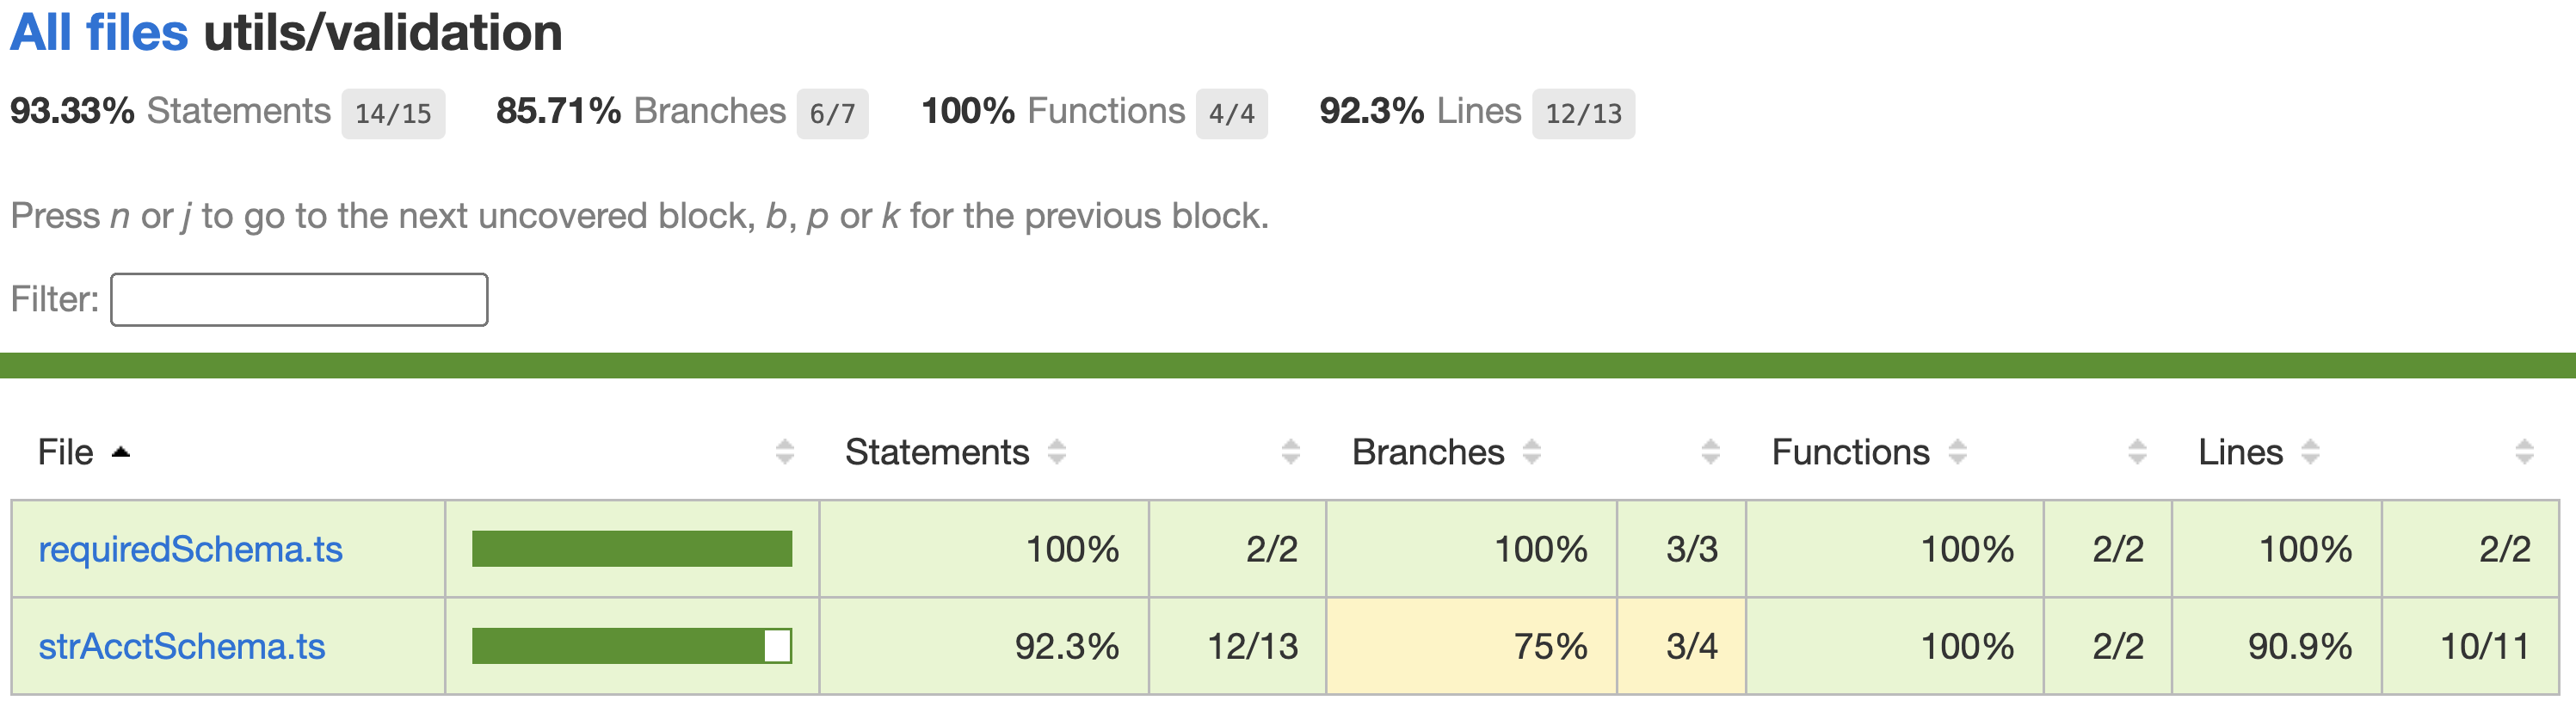 All files utils/validation
93.33% Statements 14/15 85.71% Branches 6/7 100% Functions 4/4 92.3% Lines 12/13
Press n or j to go to the next uncovered block, b, p or k for the previous block.
Filter:
File Statements Branches Functions Lines
requiredSchema.ts 100% 2/2 100% 3/3 100% 2/2 100% 2/2
strAcctSchema.ts 92.3% 12/13 75% 3/4 100% 2/2 90.9% 10/11